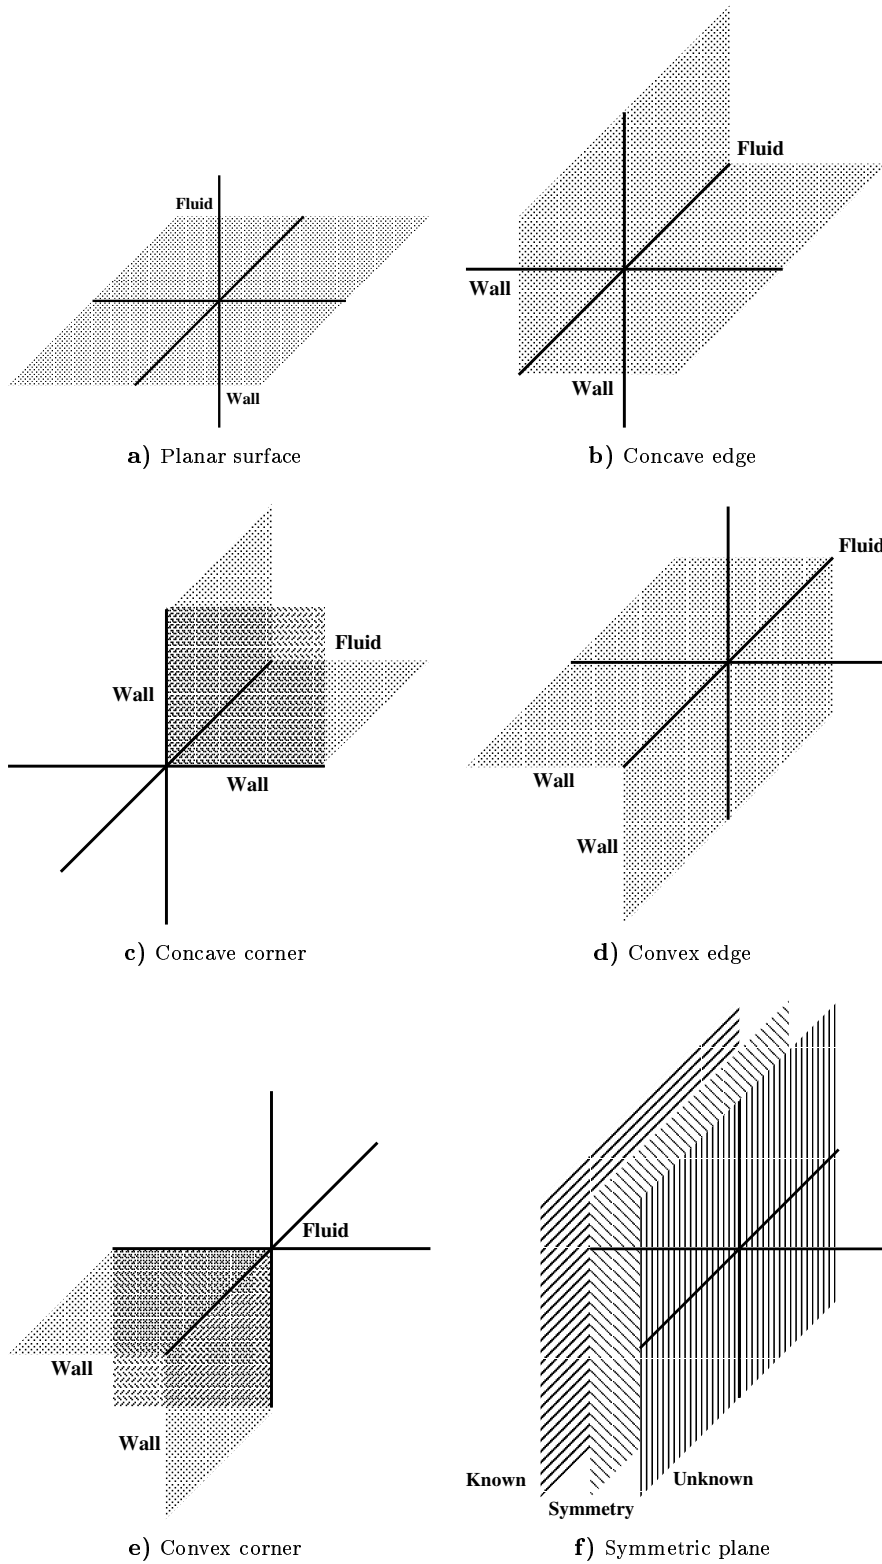 Fluid
Wall
a) Planar surface
Fluid
Wall
Wall
b) Concave edge
Fluid
Wall
Wall
c) Concave corner
Fluid
Wall
Wall
d) Convex edge
Fluid
Wall
Wall
e) Convex corner
Known
Unknown
Symmetry
f) Symmetric plane